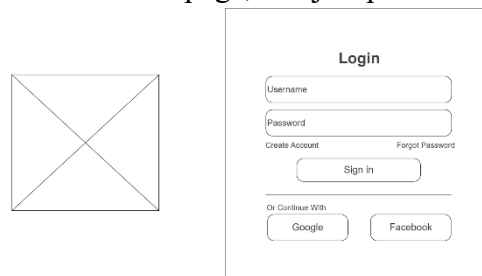 Login
Username
Password
Create Account Forgot Password
Sign in
Or Continue With
Google Facebook